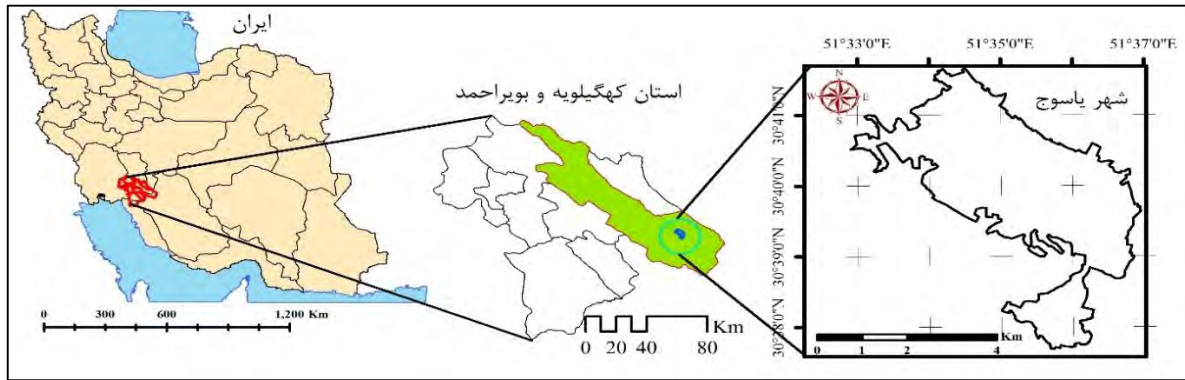 ایران
0 300 600 1,200 Km
استان کهگیلویه و بویراحمد
Km
0 20 40 80
51°33'0"E 51°35'0"E 51°37'0"E
N
W E
S
شهر یاسوج
30°41'0"N
30°40'0"N
30°39'0"N
30°38'0"N
Km
0 1 2 4